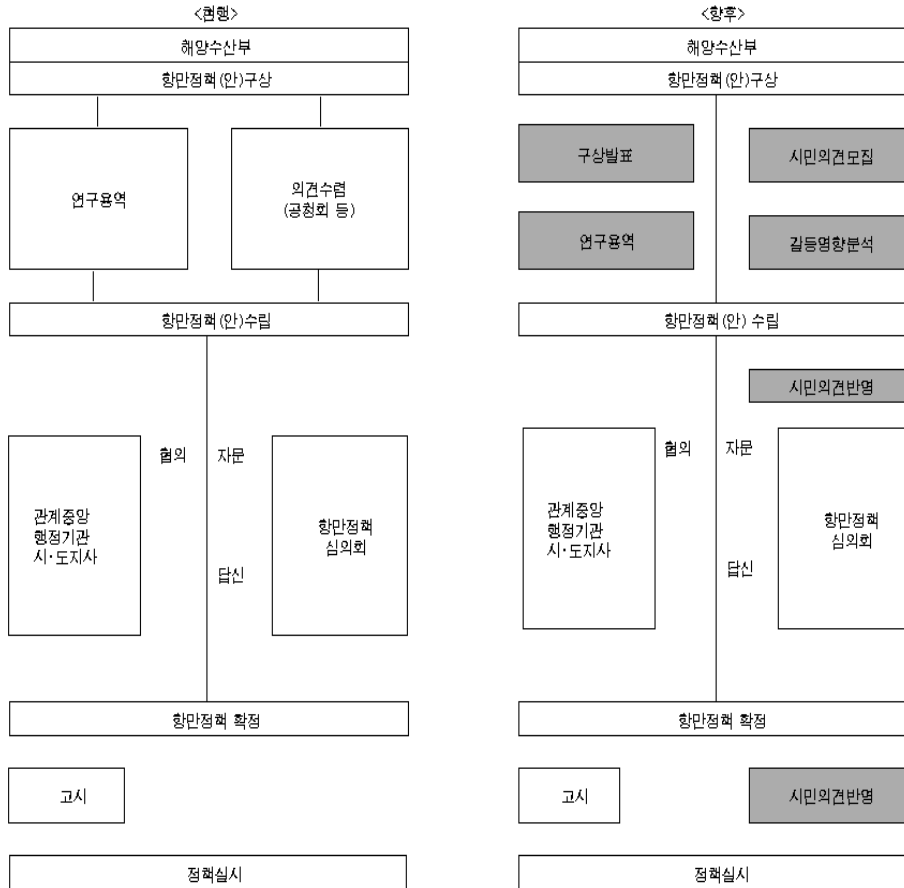 <현행>
해양수산부
항만정책(안)구상
연구용역
의견수렴
(공청회 등)
항만정책(안)수립
협의
자문
관계중앙
행정기관
시·도지사
항만정책
심의회
답신
항만정책 확정
고시
정책실시
<향후>
해양수산부
항만정책(안)구상
구상발표
시민의견모집
연구용역
갈등영향분석
항만정책(안) 수립
시민의견반영
협의
자문
관계중앙
행정기관
시·도지사
항만정책
심의회
답신
항만정책 확정
고시
시민의견반영
정책실시